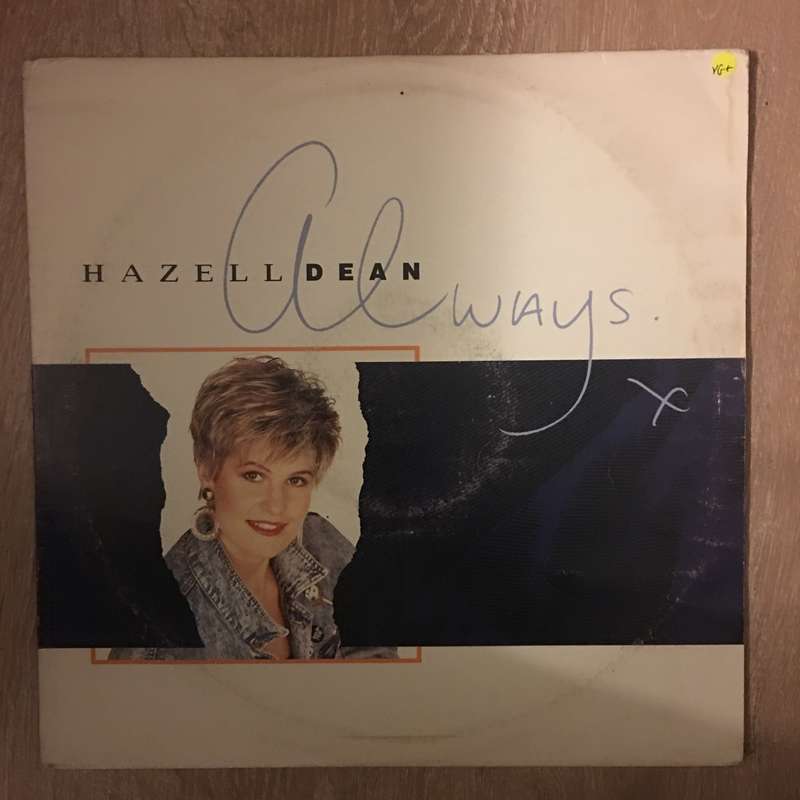 VG+
HAZELL DEAN
Always.
x